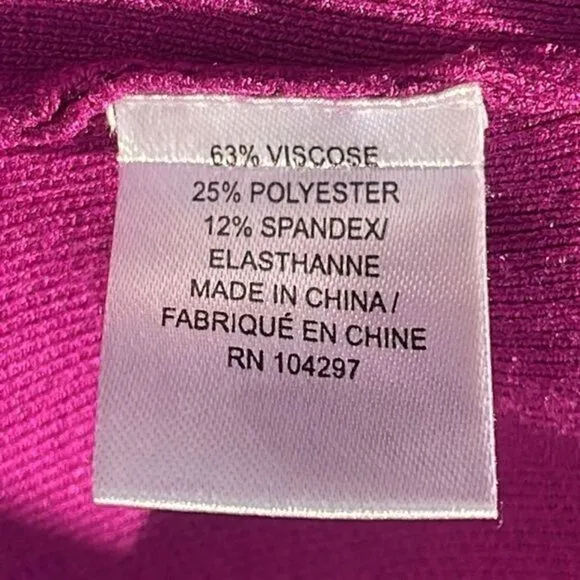 63% VISCOSE
25% POLYESTER
12% SPANDEX/
ELASTHANNE
MADE IN CHINA/
FABRIQUÉ EN CHINE
RN 104297